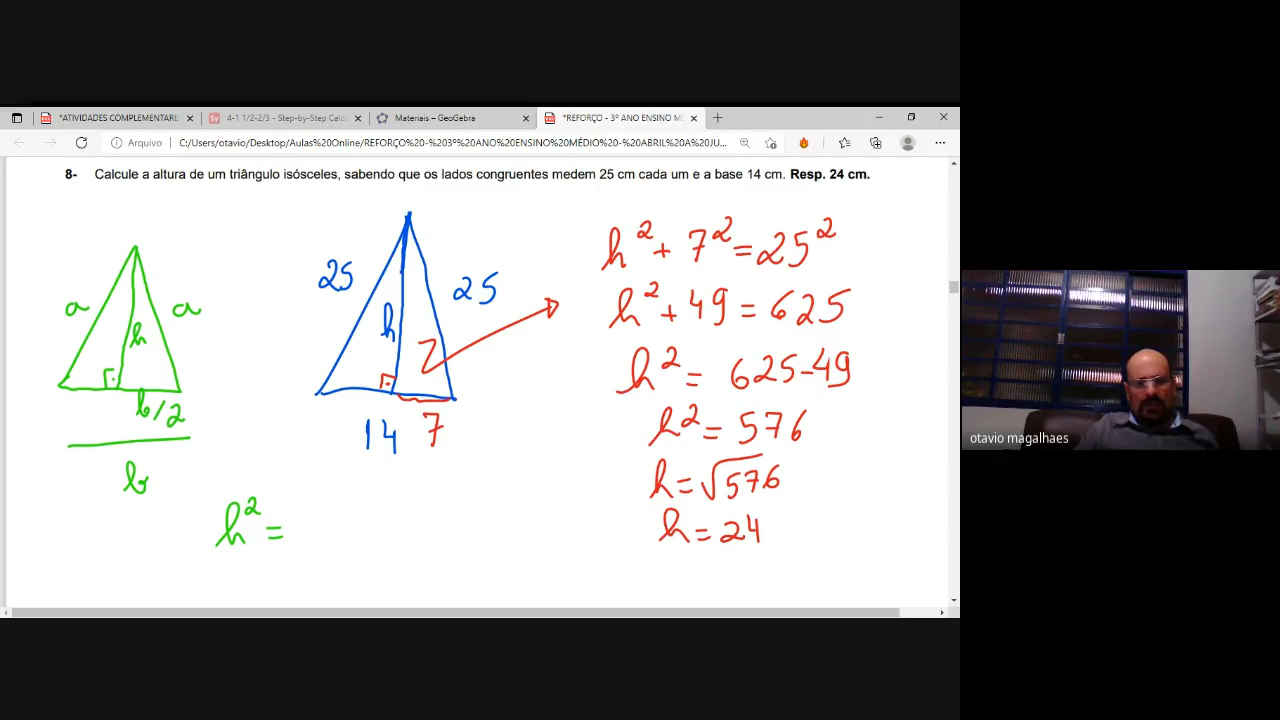 *ATIVIDADES COMPLEMENTARE
4-1 1/2-2/3 - Step-by-Step Calcu
Materiais – GeoGebra
*REFORÇO - 3º ANO ENSINO MÉ
Arquivo
C:/Users/otavio/Desktop/Aulas%20Online/REFORÇO%20-%203º%20ANO%20ENSINO%20MÉDIO%20-%20ABRIL%20A%20JU...
8- Calcule a altura de um triângulo isósceles, sabendo que os lados congruentes medem 25 cm cada um e a base 14 cm. Resp. 24 cm.
a
a
h
b/2
b
h² =
25
25
h
14
7
h² + 7² = 25²
h² + 49 = 625
h² = 625-49
h² = 576
h = √576
h = 24
otavio magalhaes